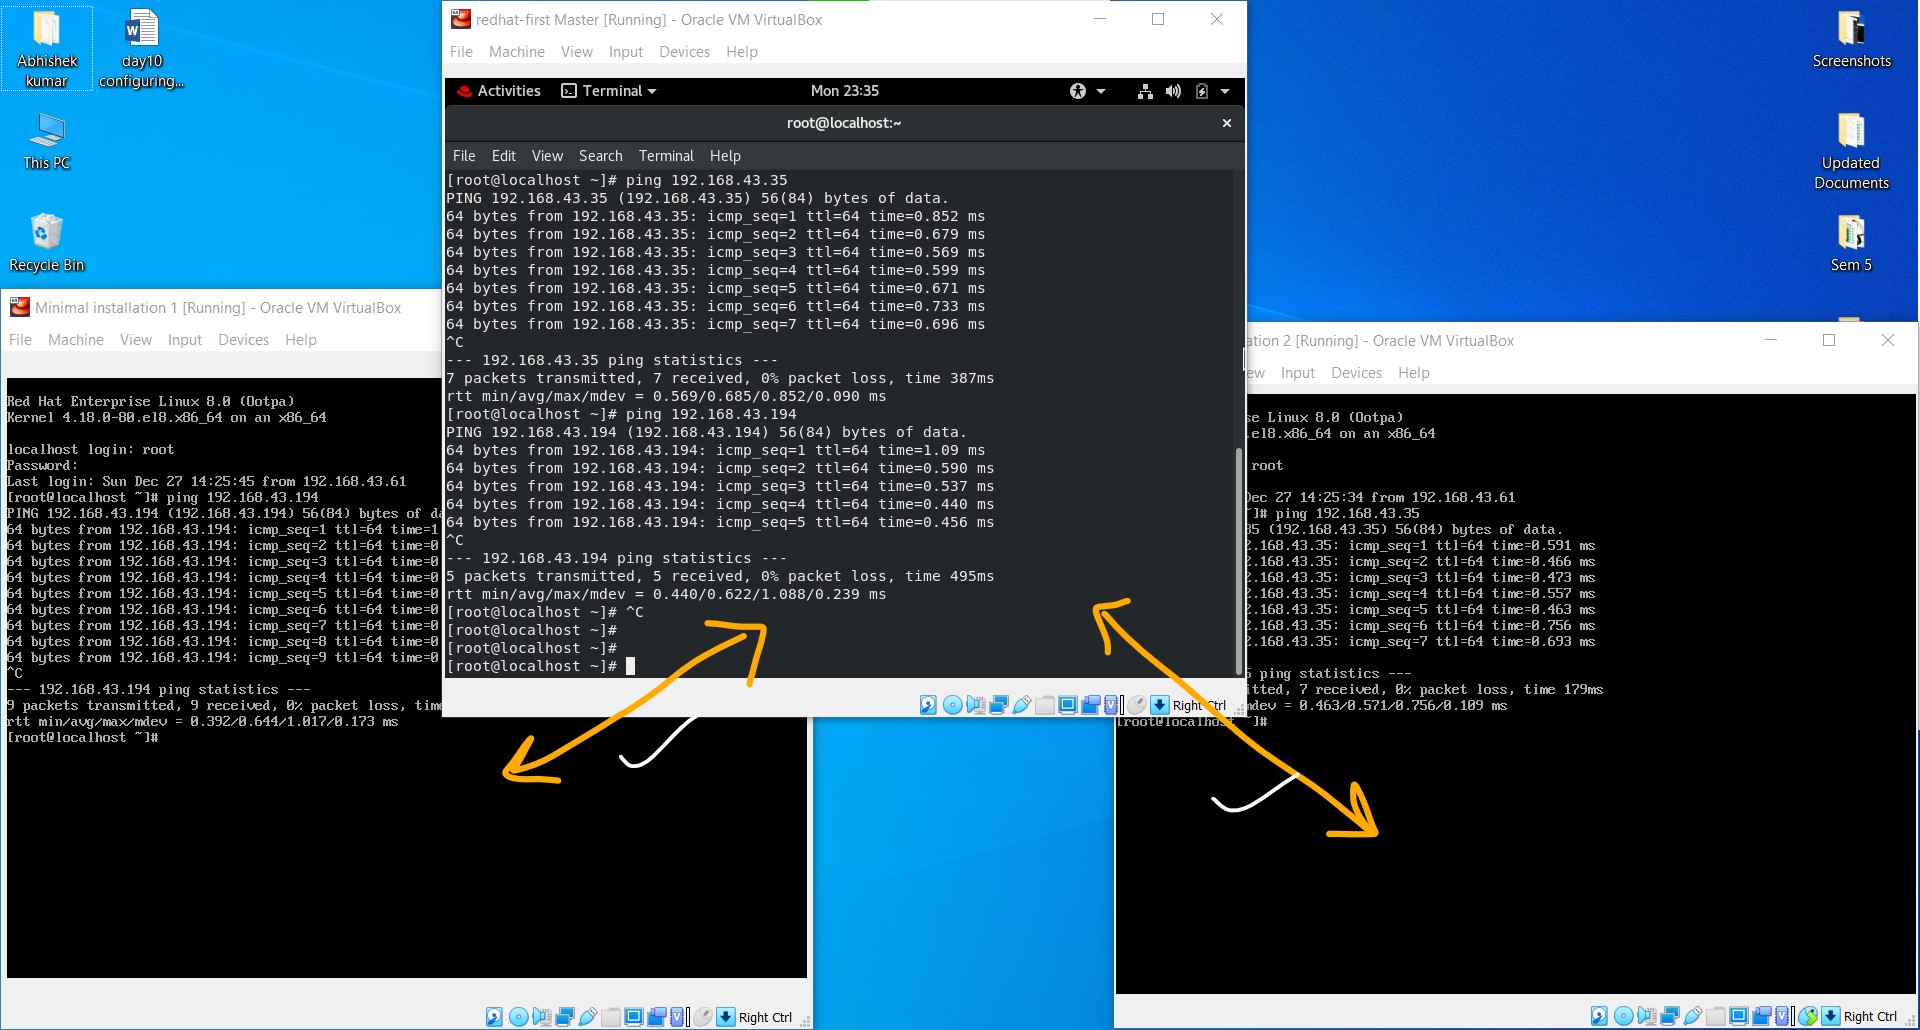 Abhishek kumar
day10 configuring...
This PC
Recycle Bin
Screenshots
Updated Documents
Sem 5
redhat-first Master [Running] - Oracle VM VirtualBox
File Machine View Input Devices Help
Activities Terminal Mon 23:35
root@localhost:~
File Edit View Search Terminal Help
[root@localhost ~]# ping 192.168.43.35
PING 192.168.43.35 (192.168.43.35) 56(84) bytes of data.
64 bytes from 192.168.43.35: icmp_seq=1 ttl=64 time=0.852 ms
64 bytes from 192.168.43.35: icmp_seq=2 ttl=64 time=0.679 ms
64 bytes from 192.168.43.35: icmp_seq=3 ttl=64 time=0.569 ms
64 bytes from 192.168.43.35: icmp_seq=4 ttl=64 time=0.599 ms
64 bytes from 192.168.43.35: icmp_seq=5 ttl=64 time=0.671 ms
64 bytes from 192.168.43.35: icmp_seq=6 ttl=64 time=0.733 ms
64 bytes from 192.168.43.35: icmp_seq=7 ttl=64 time=0.696 ms
^C
--- 192.168.43.35 ping statistics ---
7 packets transmitted, 7 received, 0% packet loss, time 387ms
rtt min/avg/max/mdev = 0.569/0.685/0.852/0.090 ms
[root@localhost ~]# ping 192.168.43.194
PING 192.168.43.194 (192.168.43.194) 56(84) bytes of data.
64 bytes from 192.168.43.194: icmp_seq=1 ttl=64 time=1.09 ms
64 bytes from 192.168.43.194: icmp_seq=2 ttl=64 time=0.590 ms
64 bytes from 192.168.43.194: icmp_seq=3 ttl=64 time=0.537 ms
64 bytes from 192.168.43.194: icmp_seq=4 ttl=64 time=0.440 ms
64 bytes from 192.168.43.194: icmp_seq=5 ttl=64 time=0.456 ms
^C
--- 192.168.43.194 ping statistics ---
5 packets transmitted, 5 received, 0% packet loss, time 495ms
rtt min/avg/max/mdev = 0.440/0.622/1.088/0.239 ms
[root@localhost ~]# ^C
[root@localhost ~]#
[root@localhost ~]#
[root@localhost ~]#
Right Ctrl
Minimal installation 1 [Running] - Oracle VM VirtualBox
File Machine View Input Devices Help
Red Hat Enterprise Linux 8.0 (Ootpa)
Kernel 4.18.0-80.el8.x86_64 on an x86_64
localhost login: root
Password:
Last login: Sun Dec 27 14:25:45 from 192.168.43.61
[root@localhost ~]# ping 192.168.43.194
PING 192.168.43.194 (192.168.43.194) 56(84) bytes of da
64 bytes from 192.168.43.194: icmp_seq=1 ttl=64 time=1
64 bytes from 192.168.43.194: icmp_seq=2 ttl=64 time=0
64 bytes from 192.168.43.194: icmp_seq=3 ttl=64 time=0
64 bytes from 192.168.43.194: icmp_seq=4 ttl=64 time=0
64 bytes from 192.168.43.194: icmp_seq=5 ttl=64 time=0
64 bytes from 192.168.43.194: icmp_seq=6 ttl=64 time=0
64 bytes from 192.168.43.194: icmp_seq=7 ttl=64 time=0
64 bytes from 192.168.43.194: icmp_seq=8 ttl=64 time=0
64 bytes from 192.168.43.194: icmp_seq=9 ttl=64 time=0
^C
--- 192.168.43.194 ping statistics ---
9 packets transmitted, 9 received, 0% packet loss, time
rtt min/avg/max/mdev = 0.392/0.644/1.017/0.173 ms
[root@localhost ~]#
Right Ctrl
ation 2 [Running] - Oracle VM VirtualBox
ew Input Devices Help
se Linux 8.0 (Ootpa)
.el8.x86_64 on an x86_64
root
Dec 27 14:25:34 from 192.168.43.61
~]# ping 192.168.43.35
35 (192.168.43.35) 56(84) bytes of data.
2.168.43.35: icmp_seq=1 ttl=64 time=0.591 ms
2.168.43.35: icmp_seq=2 ttl=64 time=0.466 ms
2.168.43.35: icmp_seq=3 ttl=64 time=0.473 ms
2.168.43.35: icmp_seq=4 ttl=64 time=0.557 ms
2.168.43.35: icmp_seq=5 ttl=64 time=0.463 ms
2.168.43.35: icmp_seq=6 ttl=64 time=0.756 ms
2.168.43.35: icmp_seq=7 ttl=64 time=0.693 ms
5 ping statistics ---
itted, 7 received, 0% packet loss, time 179ms
mdev = 0.463/0.571/0.756/0.109 ms
[root@localhost ~]#
Right Ctrl